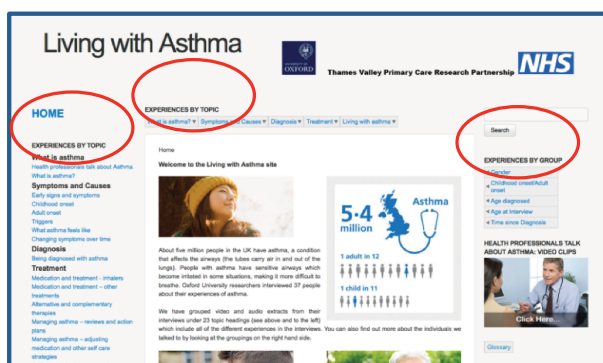 Living with Asthma
UNIVERSITY OF
OXFORD
Thames Valley Primary Care Research Partnership
NHS
HOME
EXPERIENCES BY TOPIC
What is asthma? ▼ Symptoms and Causes ▼ Diagnosis ▼ Treatment ▼ Living with asthma ▼
Search
EXPERIENCES BY TOPIC
What is asthma
Health professionals talk about Asthma
What is asthma?
Symptoms and Causes
Early signs and symptoms
Childhood onset
Adult onset
Triggers
What asthma feels like
Changing symptoms over time
Diagnosis
Being diagnosed with asthma
Treatment
Medication and treatment - inhalers
Medication and treatment – other
treatments
Alternative and complementary
therapies
Managing asthma – reviews and action
plans
Managing asthma – adjusting
medication and other self care
strategies
Home
Welcome to the Living with Asthma site
5·4
million
Asthma
1 adult in 12
1 child in 11
About five million people in the UK have asthma, a condition
that affects the airways (the tubes carry air in and out of the
lungs). People with asthma have sensitive airways which
become irritated in some situations, making it more difficult to
breathe. Oxford University researchers interviewed 37 people
about their experiences of asthma.
We have grouped video and audio extracts from their
interviews under 23 topic headings (see above and to the left)
which include all of the different experiences in the interviews. You can also find out more about the individuals we
talked to by looking at the groupings on the right hand side.
EXPERIENCES BY GROUP
Gender
Childhood onset/Adult
onset
Age diagnosed
Age at Interview
Time since Diagnosis
HEALTH PROFESSIONALS TALK
ABOUT ASTHMA: VIDEO CLIPS
Click Here...
Glossary